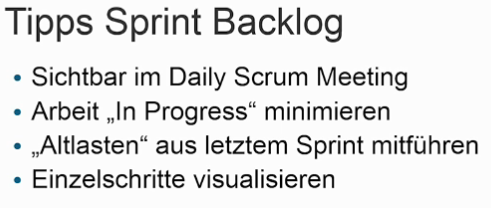 Tipps Sprint Backlog
• Sichtbar im Daily Scrum Meeting
• Arbeit „In Progress“ minimieren
• „Altlasten“ aus letztem Sprint mitführen
• Einzelschritte visualisieren